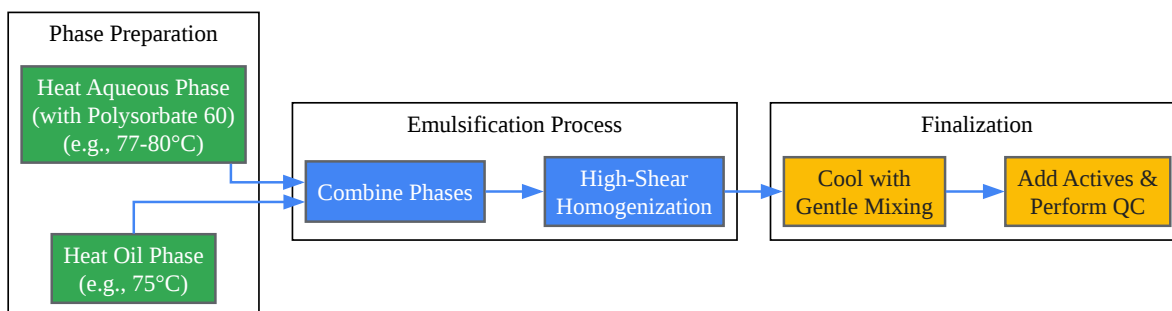 Phase Preparation
Heat Aqueous Phase
(with Polysorbate 60)
(e.g., 77-80°C)
Heat Oil Phase
(e.g., 75°C)
Emulsification Process
Combine Phases
High-Shear
Homogenization
Finalization
Cool with
Gentle Mixing
Add Actives &
Perform QC